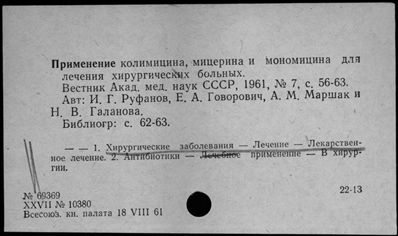 Применение колимицина, мицерина и мономицина для
лечения хирургических больных.
Вестник Акад. мед. наук СССР, 1961, № 7, с. 56-63.
Авт: И. Г. Руфанов, Е. А. Говорович, А. М. Маршак и
Н. В. Галанова.
Библиогр: с. 62-63.
— — 1. Хирургические заболевания — Лечение — Лекарствен-
ное лечение. 2. Антибиотики — Лечебное применение — В хирур-
гии.
№ 69369
XXVII № 10380
Всесоюз. кн. палата 18 VIII 61
22-13